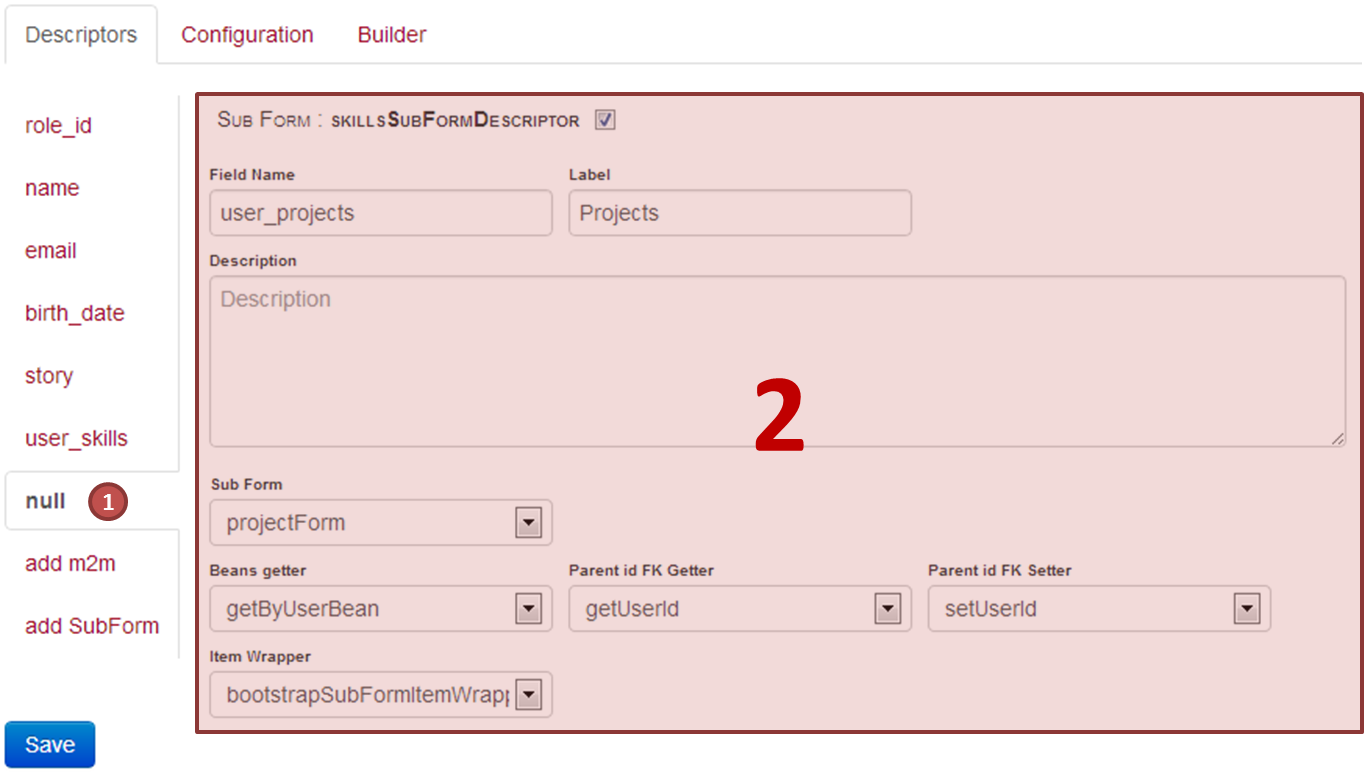 Descriptors Configuration Builder
role_id
name
email
birth_date
story
user_skills
null 1
add m2m
add SubForm
Save
Sub Form : skillsSubFormDescriptor
Field Name Label
user_projects Projects
Description
Description
2
Sub Form
projectForm
Beans getter Parent id FK Getter Parent id FK Setter
getByUserBean getUserId setUserId
Item Wrapper
bootstrapSubFormItemWrapp